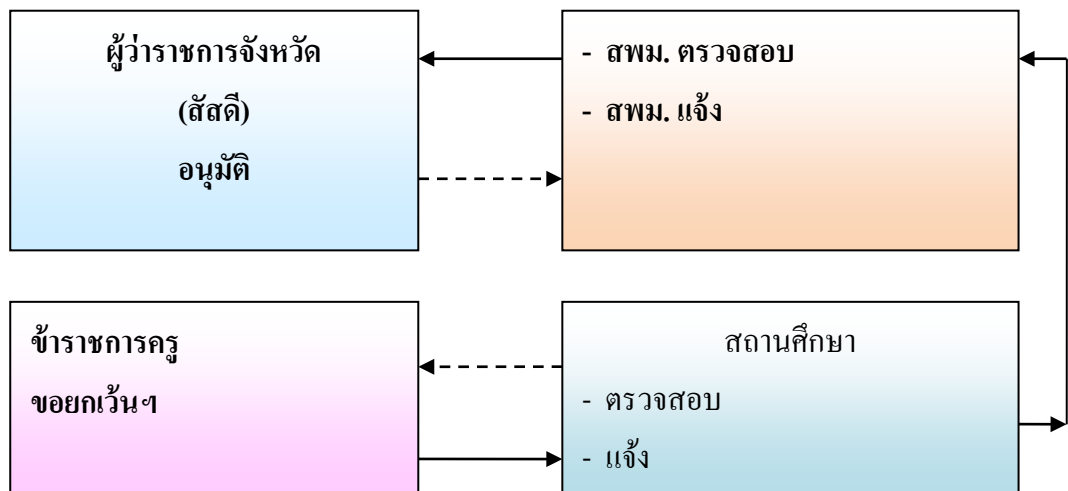 ผู้ว่าราชการจังหวัด
(สัสดี)
อนุมัติ
- สพม. ตรวจสอบ
- สพม. แจ้ง
ข้าราชการครู
ขอยกเว้นฯ
สถานศึกษา
- ตรวจสอบ
- แจ้ง